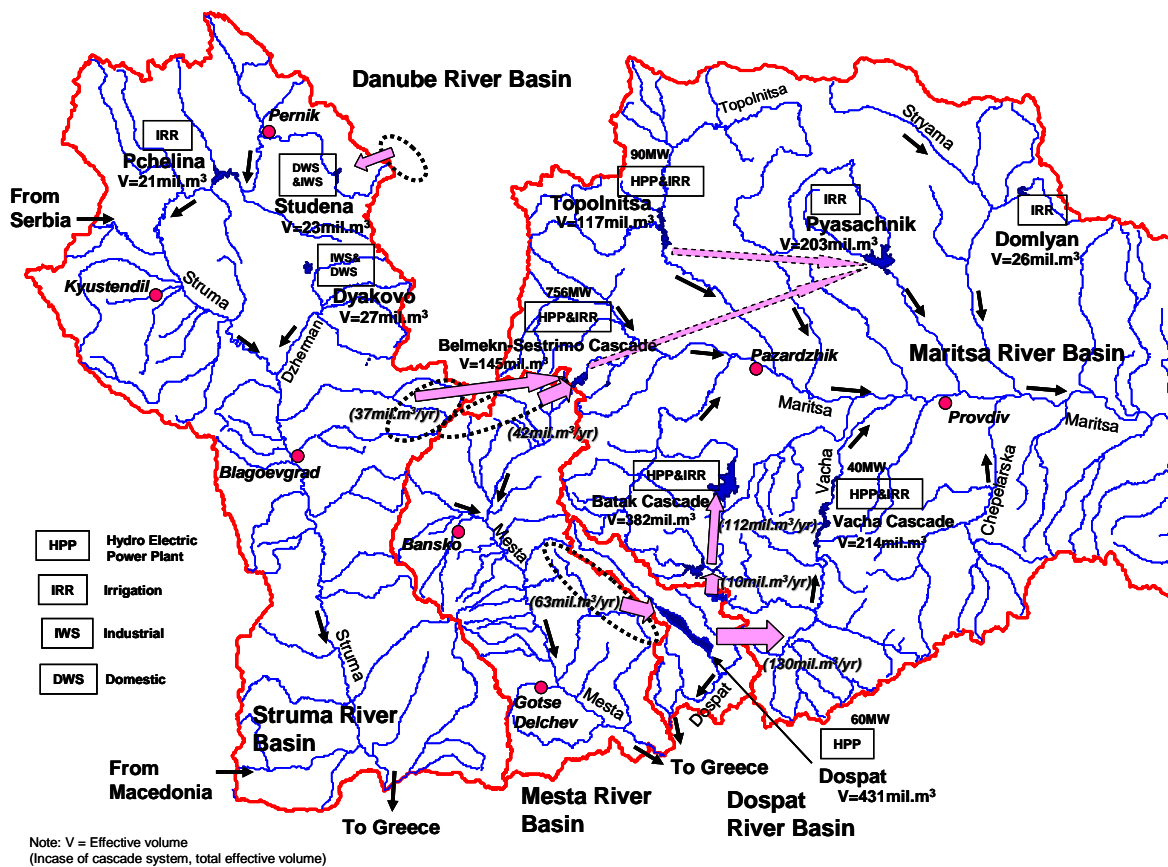 Danube River Basin
Topolnitsa
Stryama
Pernik
IRR
Pchelina
V=21mil.m³
DWS
&IWS
Studena
V=23mil.m³
90MW
HPP&IRR
Topolnitsa
V=117mil.m³
IRR
Pyasachnik
V=203mil.m³
IRR
Domlyan
V=26mil.m³
From
Serbia
IWS&
DWS
Dyakovo
V=27mil.m³
Kyustendil
Struma
Dzherman
756MW
HPP&IRR
Belmekn-Sestrimo Cascade
V=145mil.m³
Pazardzhik
Maritsa River Basin
Maritsa
Provdiv
Maritsa
(37mil.m³/yr)
(42mil.m³/yr)
Blagoevgrad
HPP&IRR
Batak Cascade
V=382mil.m³
(112mil.m³/yr)
Vacha
40MW
HPP&IRR
Vacha Cascade
V=214mil.m³
Chepelarska
HPP
Hydro Electric
Power Plant
IRR
Irrigation
IWS
Industrial
DWS
Domestic
Bansko
Mesta
(63mil.m³/yr)
(10mil.m³/yr)
(130mil.m³/yr)
Struma
Gotse
Delchev
Mesta
Dospat
Struma River
Basin
60MW
HPP
Dospat
V=431mil.m³
From
Macedonia
To Greece
To Greece
Mesta River
Basin
Dospat
River Basin
Note: V = Effective volume
(Incase of cascade system, total effective volume)